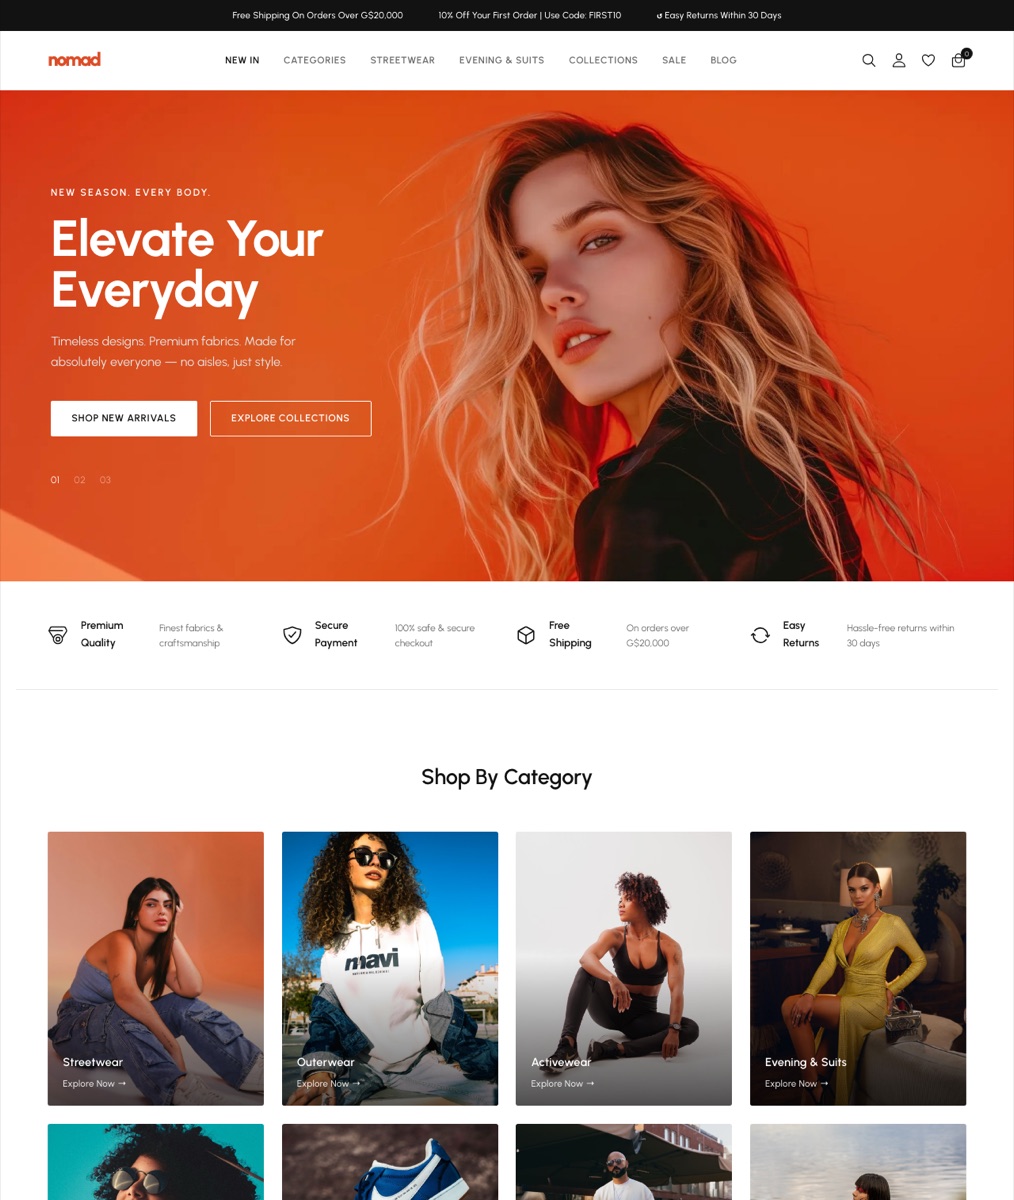 Free Shipping On Orders Over G$20,000
10% Off Your First Order | Use Code: FIRST10
↺ Easy Returns Within 30 Days
nomad
NEW IN
CATEGORIES
STREETWEAR
EVENING & SUITS
COLLECTIONS
SALE
BLOG
0
NEW SEASON. EVERY BODY.
Elevate Your
Everyday
Timeless designs. Premium fabrics. Made for
absolutely everyone — no aisles, just style.
SHOP NEW ARRIVALS
EXPLORE COLLECTIONS
01 02 03
Premium
Quality
Finest fabrics &
craftsmanship
Secure
Payment
100% safe & secure
checkout
Free
Shipping
On orders over
G$20,000
Easy
Returns
Hassle-free returns within
30 days
Shop By Category
mavi
Streetwear
Explore Now →
Outerwear
Explore Now →
Activewear
Explore Now →
Evening & Suits
Explore Now →